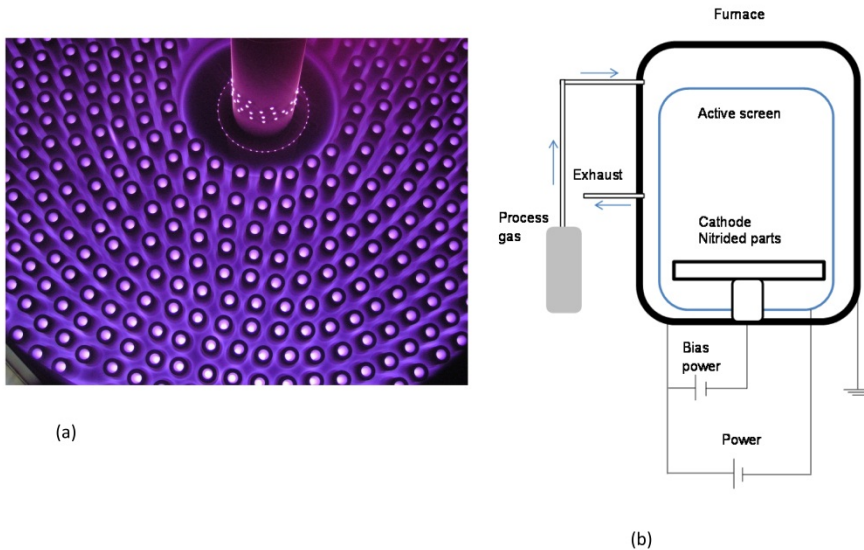 Furnace
Active screen
Exhaust
Process
gas
Cathode
Nitrided parts
Bias
power
Power
(a)
(b)